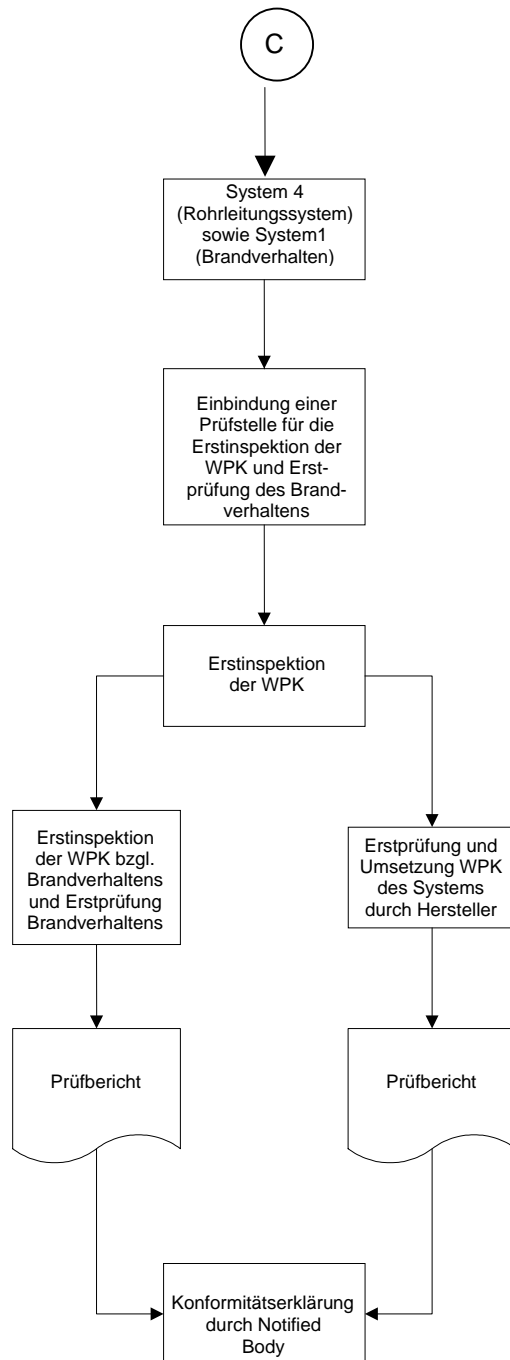 C
System 4
(Rohrleitungssystem)
sowie System1
(Brandverhalten)
Einbindung einer
Prüfstelle für die
Erstinspektion der
WPK und Erst-
prüfung des Brand-
verhaltens
Erstinspektion
der WPK
Erstinspektion
der WPK bzgl.
Brandverhaltens
und Erstprüfung
Brandverhaltens
Erstprüfung und
Umsetzung WPK
des Systems
durch Hersteller
Prüfbericht
Prüfbericht
Konformitätserklärung
durch Notified
Body